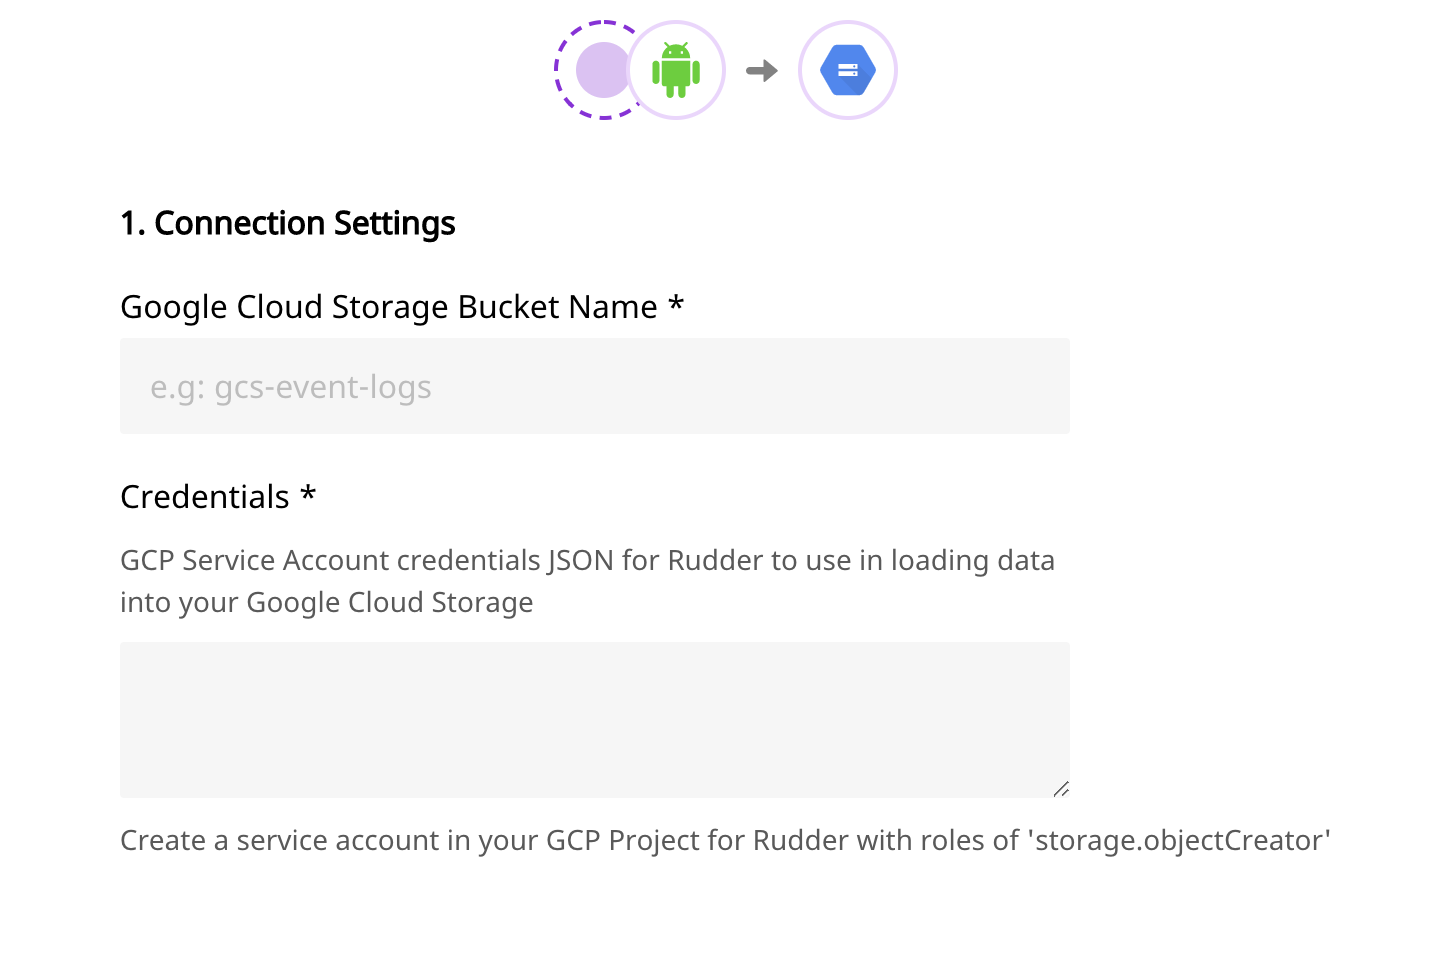 1. Connection Settings
Google Cloud Storage Bucket Name *
e.g: gcs-event-logs
Credentials *
GCP Service Account credentials JSON for Rudder to use in loading data
into your Google Cloud Storage
Create a service account in your GCP Project for Rudder with roles of 'storage.objectCreator'